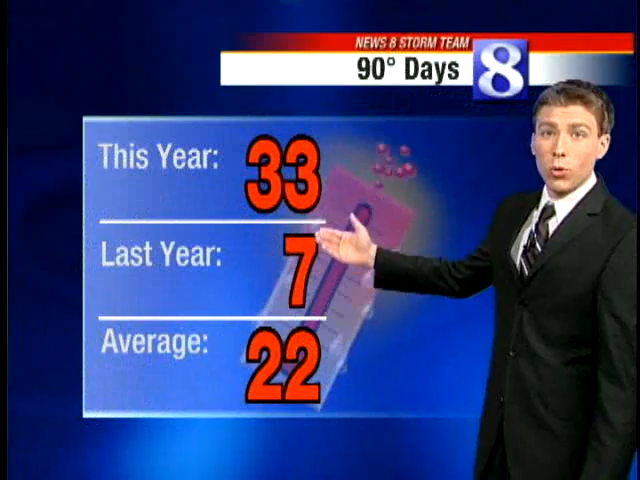 NEWS 8 STORM TEAM
90° Days
8
This Year: 33
Last Year: 7
Average: 22